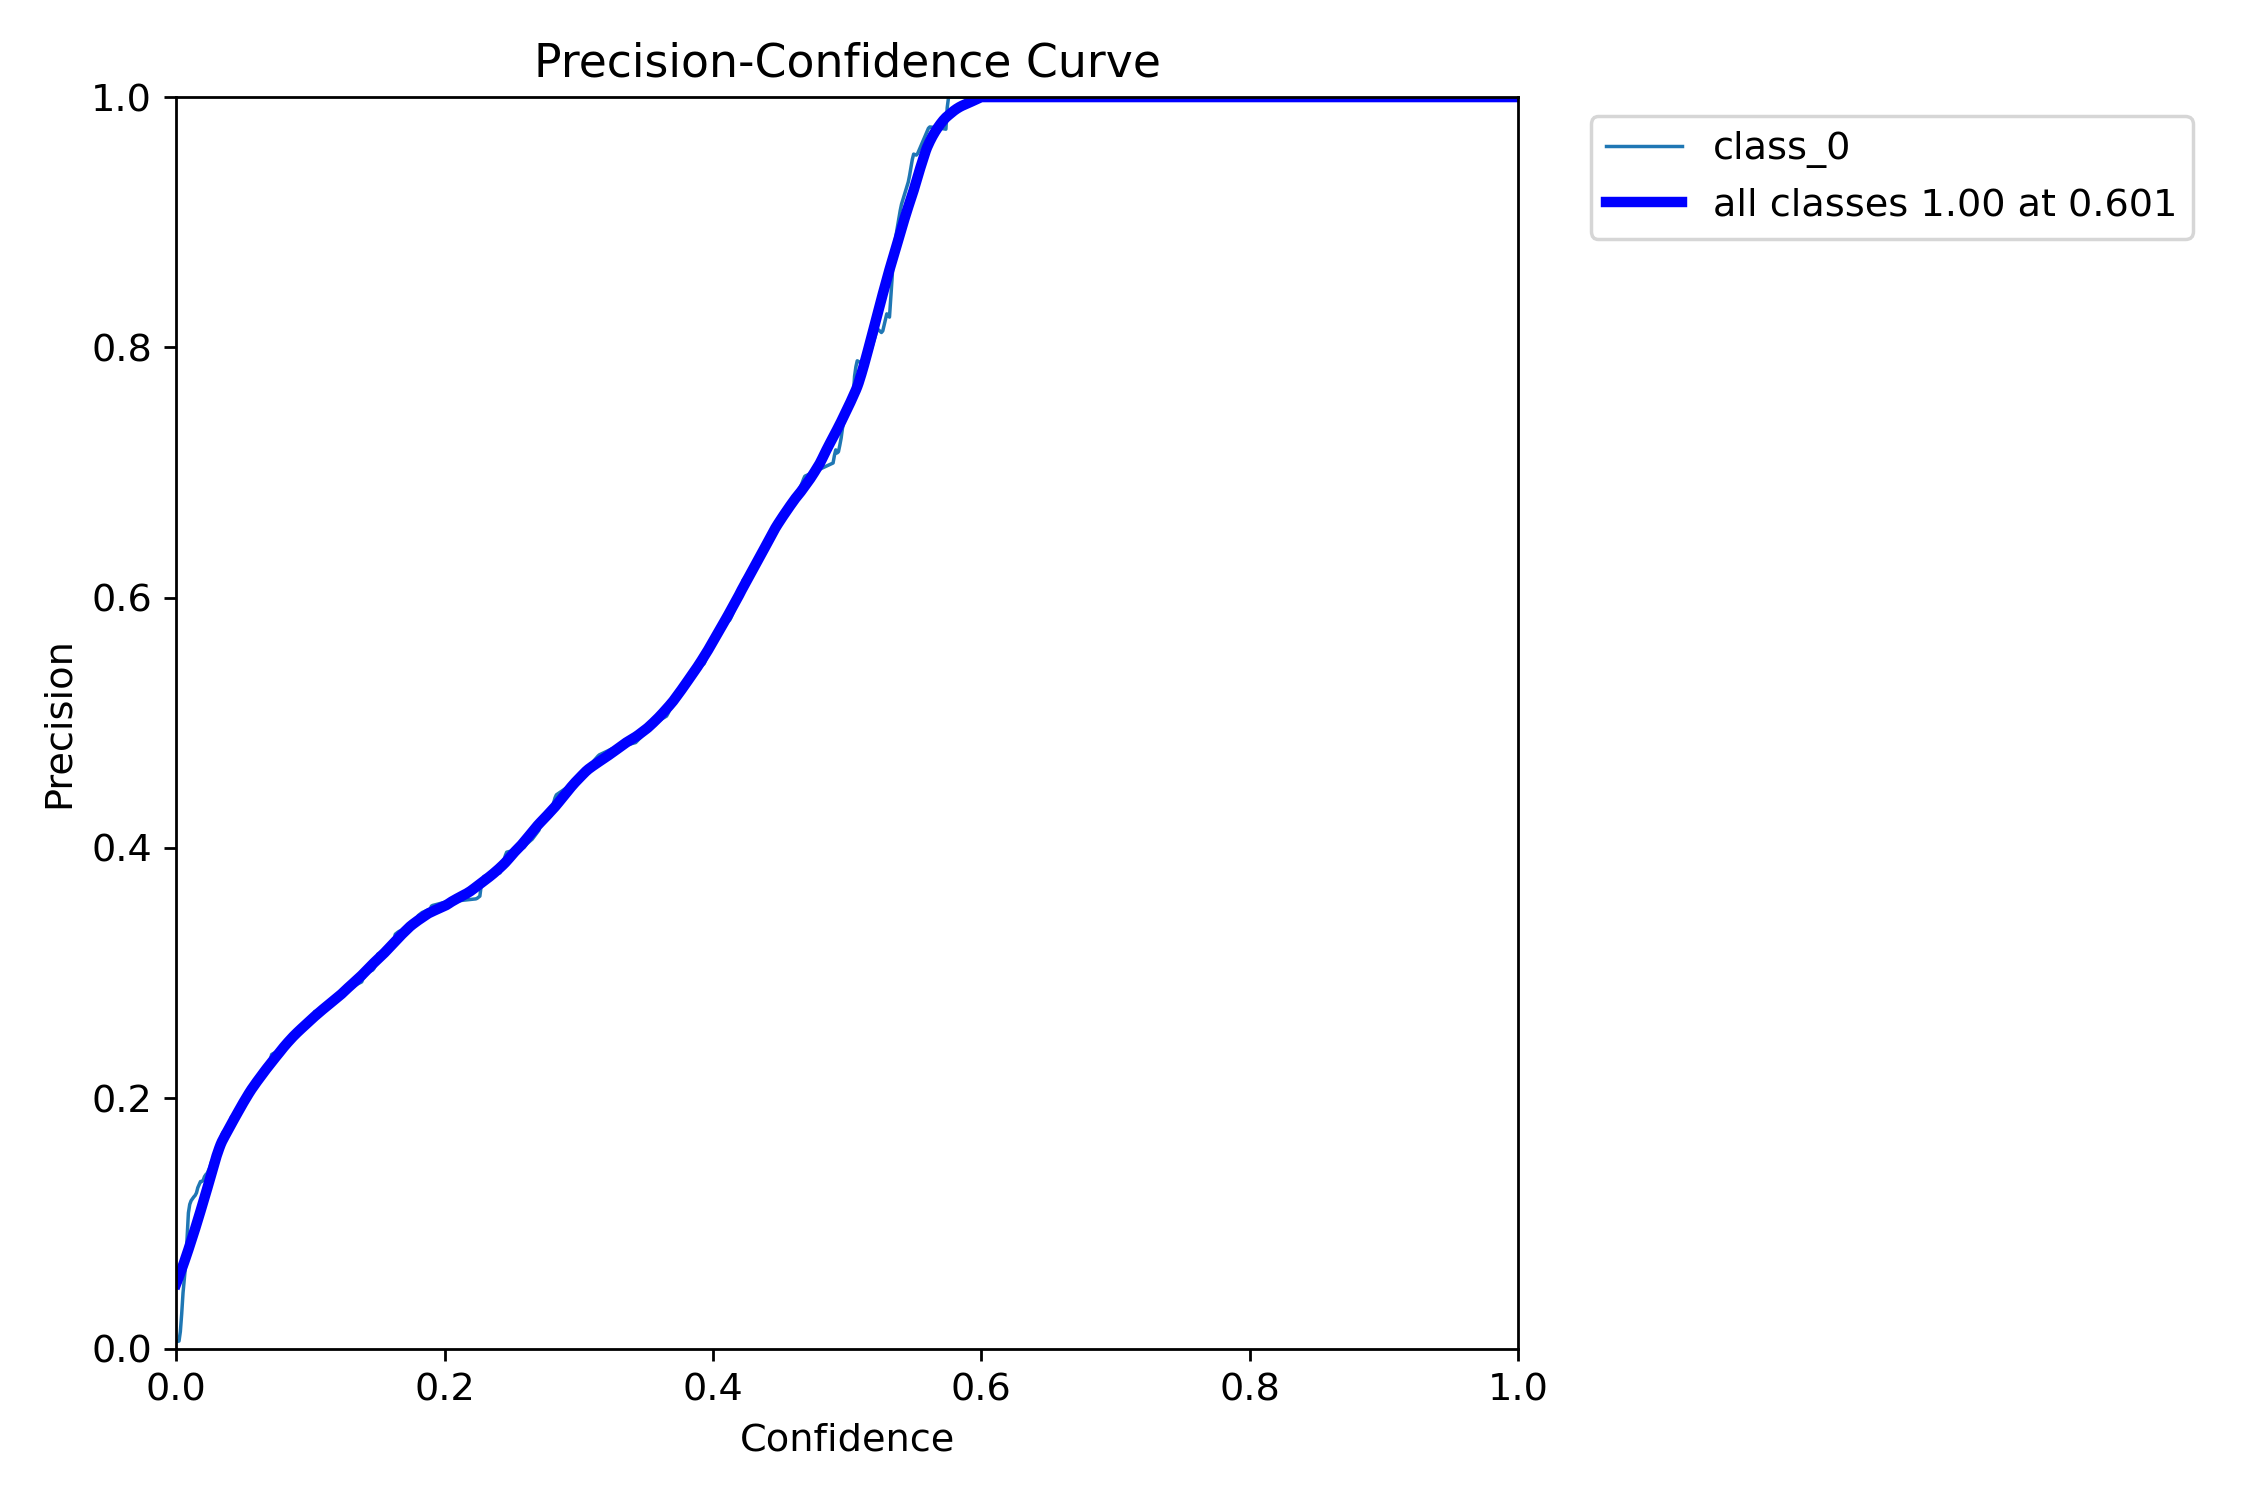 Precision-Confidence Curve
1.0
0.8
0.6
0.4
0.2
0.0
Precision
0.0 0.2 0.4 0.6 0.8 1.0
Confidence
class_0
all classes 1.00 at 0.601